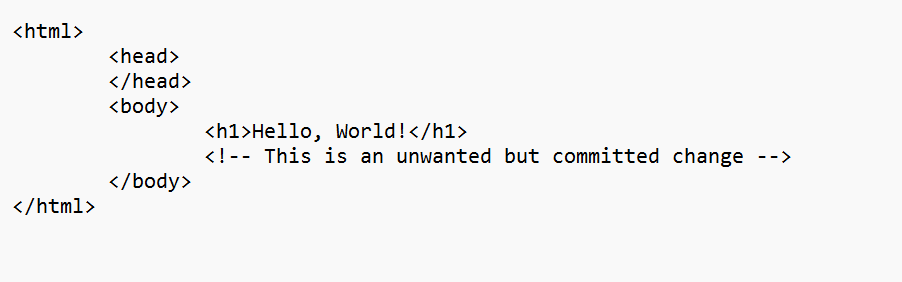 <html>
	<head>
	</head>
	<body>
		<h1>Hello, World!</h1>
		<!-- This is an unwanted but committed change -->
	</body>
</html>